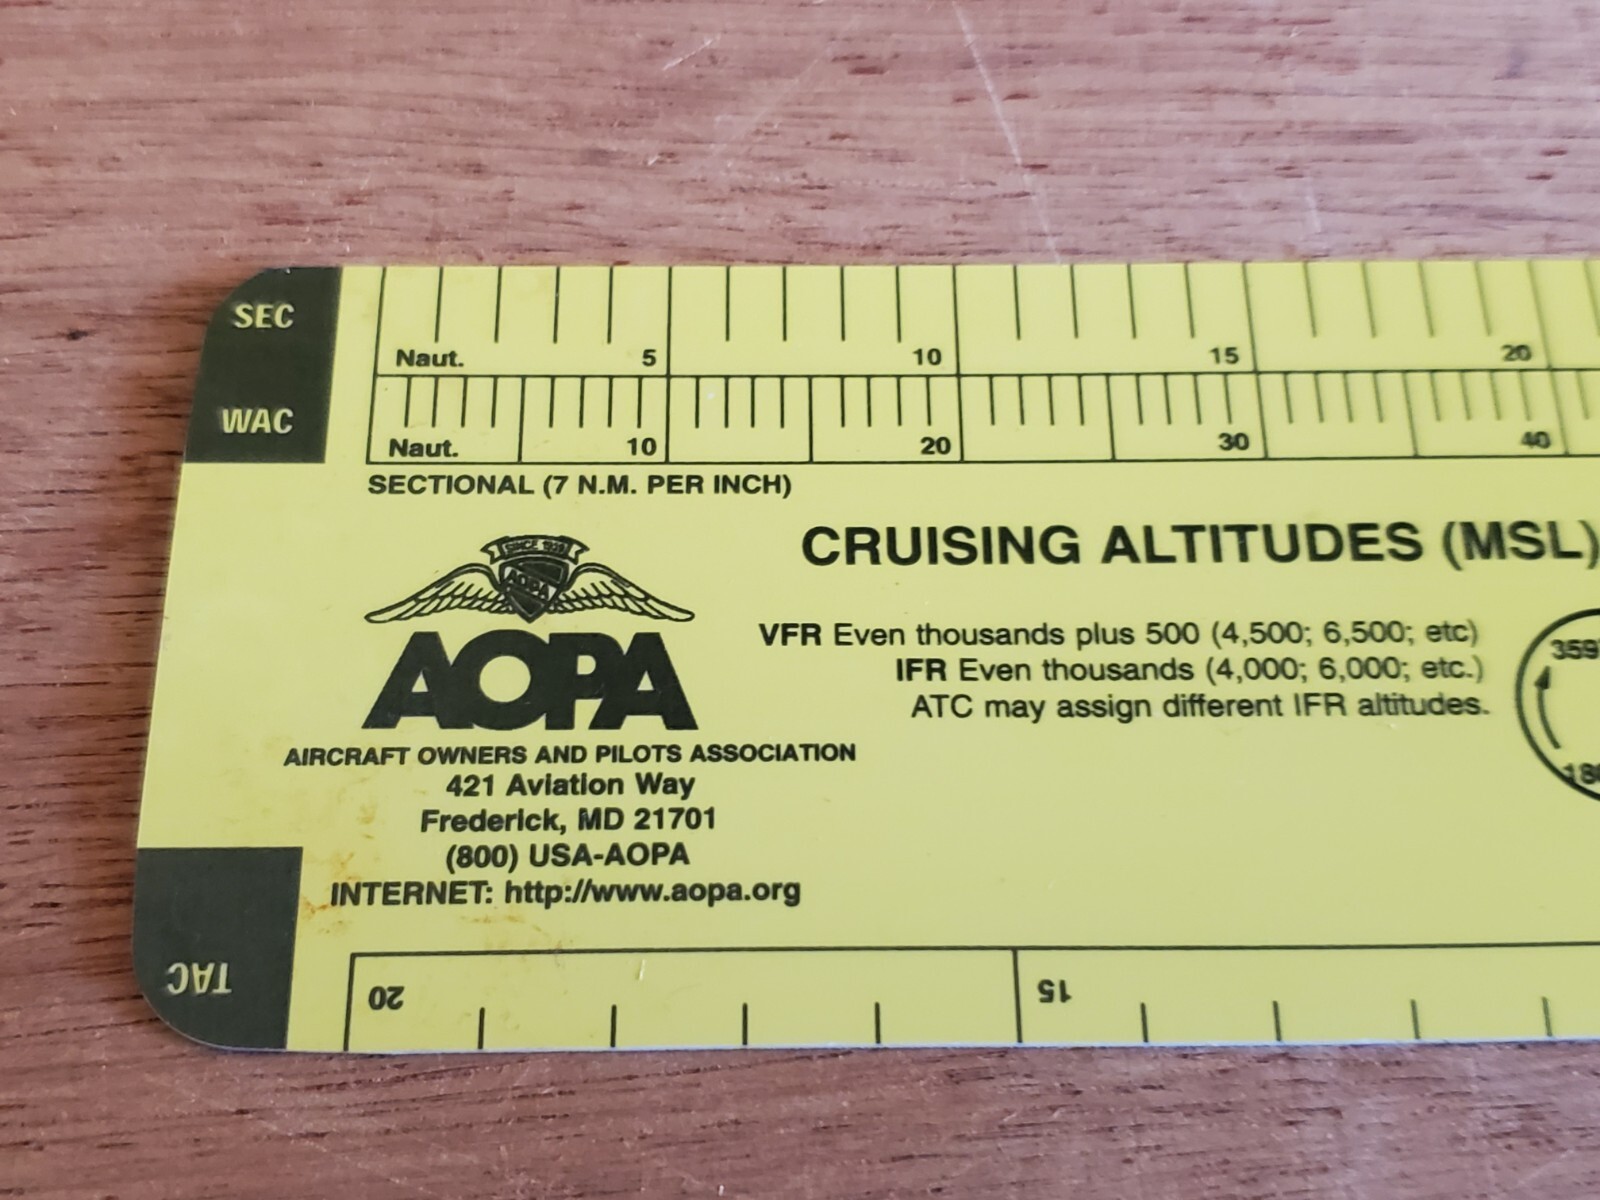 SEC
Naut. 5 10 15 20
WAC
Naut. 10 20 30 40
SECTIONAL (7 N.M. PER INCH)
SINCE 1939
AOPA
AOPA
AIRCRAFT OWNERS AND PILOTS ASSOCIATION
421 Aviation Way
Frederick, MD 21701
(800) USA-AOPA
INTERNET: http://www.aopa.org
CRUISING ALTITUDES (MSL)
VFR Even thousands plus 500 (4,500; 6,500; etc)
IFR Even thousands (4,000; 6,000; etc.)
ATC may assign different IFR altitudes.
359
TAC
20 15